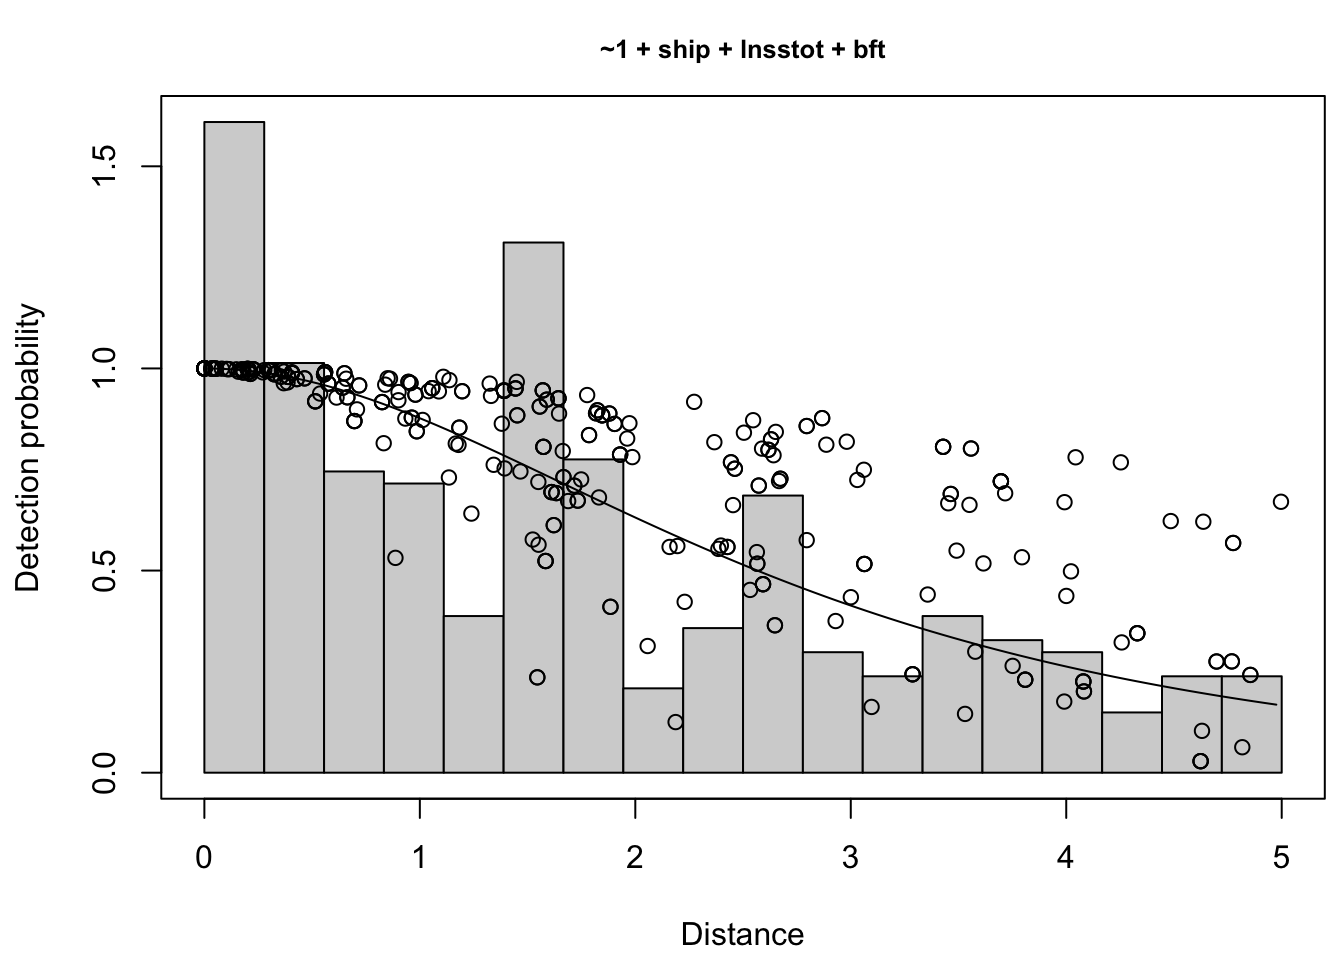 ~1 + ship + lnsstot + bft
Detection probability
1.5
1.0
0.5
0.0
0 1 2 3 4 5
Distance